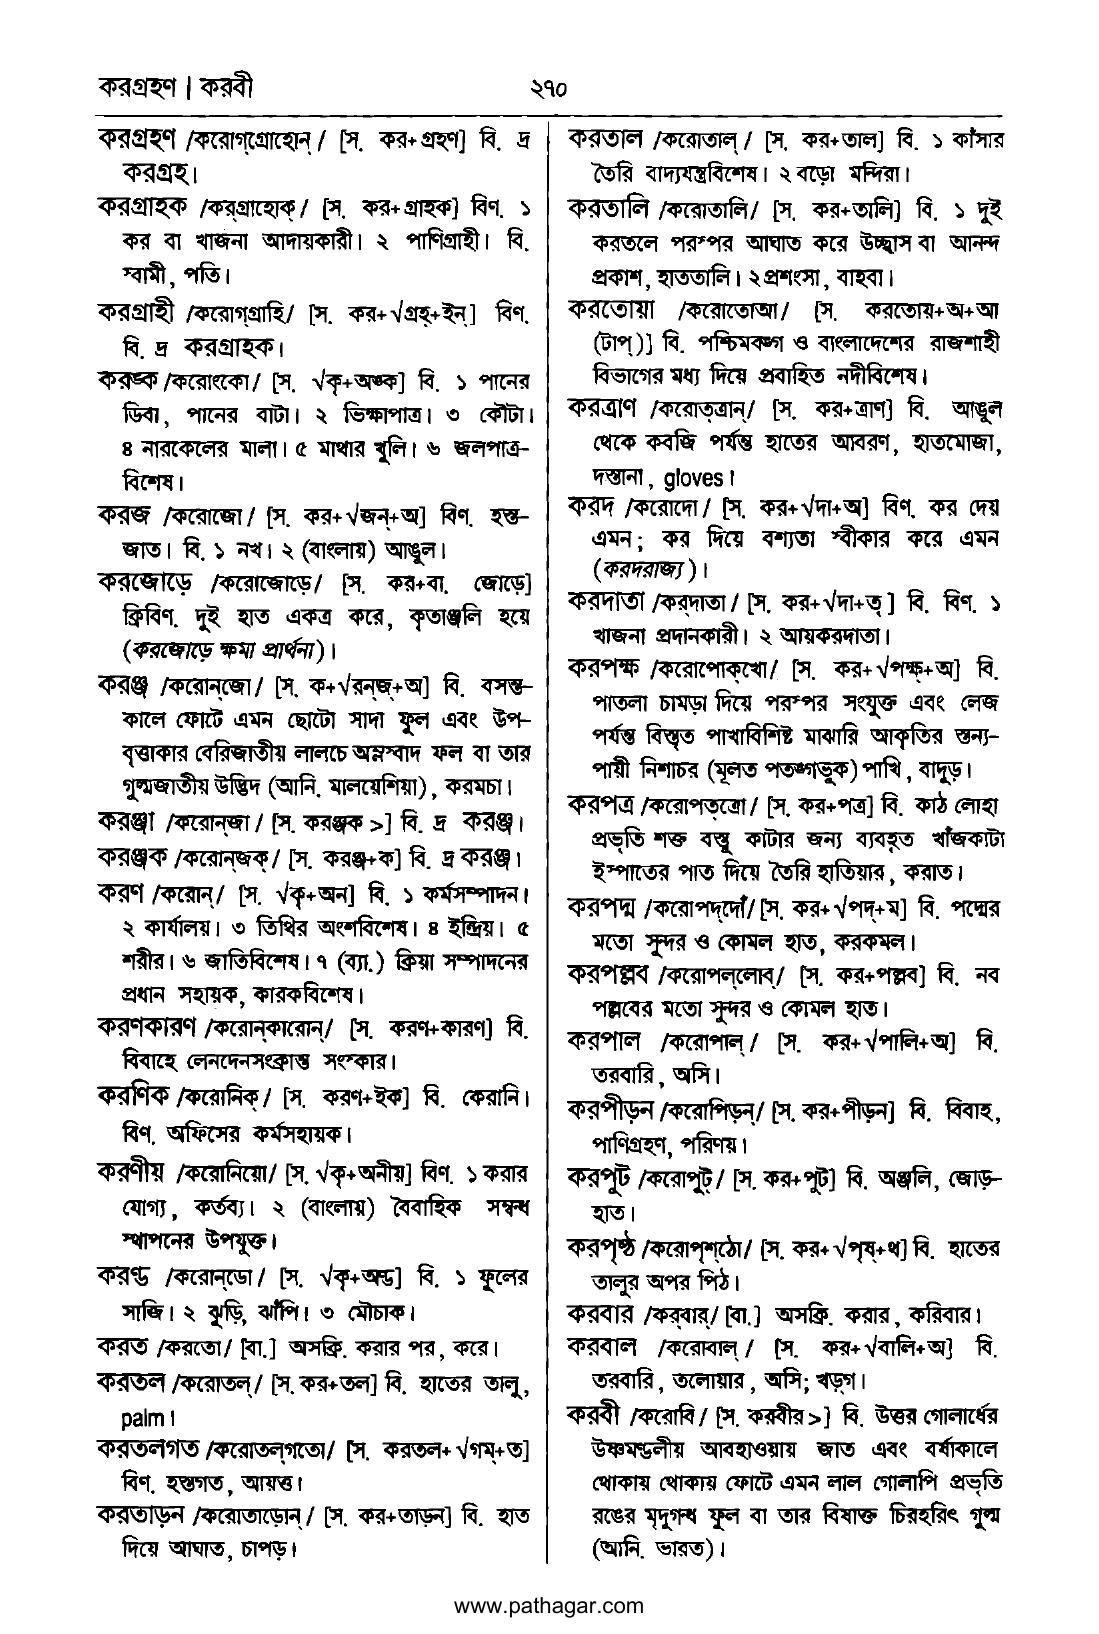 করগ্রহণ | করবী
২৭০
করগ্রহণ /করোগ্গ্রোহোন্/ [স. কর+গ্রহণ] বি. দ্র
করগ্রহ।
করগ্রাহক /কর্গ্রাহোক্/ [স. কর+গ্রাহক] বিণ. ১
কর বা খাজনা আদায়কারী। ২ পাণিগ্রাহী। বি.
স্বামী, পতি।
করগ্রাহী /করোগ্গ্রাহি/ [স. কর+√গ্রহ্+ইন্] বিণ.
বি. দ্র করগ্রাহক।
করঙ্ক /করোংকো/ [স. √কৃ+অঙ্ক] বি. ১ পানের
ডিবা, পানের বাটা। ২ ভিক্ষাপাত্র। ৩ কৌটা।
৪ নারকেলের মালা। ৫ মাথার খুলি। ৬ জলপাত্র-
বিশেষ।
করজ /করোজো/ [স. কর+√জন্+অ] বিণ. হস্ত-
জাত। বি. ১ নখ। ২ (বাংলায়) আঙুল।
করজোড়ে /করোজোড়ে/ [স. কর+বা. জোড়ে]
ক্রিবিণ. দুই হাত একত্র করে, কৃতাঞ্জলি হয়ে
(করজোড়ে ক্ষমা প্রার্থনা)।
করঞ্জ /করোন্জো/ [স. ক+√রন্জ্+অ] বি. বসন্ত-
কালে ফোটে এমন ছোটো সাদা ফুল এবং উপ-
বৃত্তাকার বেরিজাতীয় লালচে অম্লস্বাদ ফল বা তার
গুল্মজাতীয় উদ্ভিদ (আনি. মালয়েশিয়া), করমচা।
করঞ্জা /করোন্জা/ [স. করঞ্জক >] বি. দ্র করঞ্জ।
করঞ্জক /করোন্জক্/ [স. করঞ্জ+ক] বি. দ্র করঞ্জ।
করণ /করোন্/ [স. √কৃ+অন] বি. ১ কর্মসম্পাদন।
২ কার্যালয়। ৩ তিথির অংশবিশেষ। ৪ ইন্দ্রিয়। ৫
শরীর। ৬ জাতিবিশেষ। ৭ (ব্যা.) ক্রিয়া সম্পাদনের
প্রধান সহায়ক, কারকবিশেষ।
করণকারণ /করোন্কারোন্/ [স. করণ+কারণ] বি.
বিবাহে লেনদেনসংক্রান্ত সংস্কার।
করণিক /করোনিক্/ [স. করণ+ইক] বি. কেরানি।
বিণ. অফিসের কর্মসহায়ক।
করণীয় /করোনিয়ো/ [স. √কৃ+অনীয়] বিণ. ১ করার
যোগ্য, কর্তব্য। ২ (বাংলায়) বৈবাহিক সম্বন্ধ
স্থাপনের উপযুক্ত।
করণ্ড /করোন্ডো/ [স. √কৃ+অণ্ড] বি. ১ ফুলের
সাজি। ২ ঝুড়ি, ঝাঁপি। ৩ মৌচাক।
করত /করতো/ [বা.] অসক্রি. করার পর, করে।
করতল /করোতল্/ [স. কর+তল] বি. হাতের তালু,
palm।
করতলগত /করোতল্গতো/ [স. করতল+√গম্+ত]
বিণ. হস্তগত, আয়ত্ত।
করতাড়ন /করোতাড়োন্/ [স. কর+তাড়ন] বি. হাত
দিয়ে আঘাত, চাপড়।
করতাল /করোতাল্/ [স. কর+তাল] বি. ১ কাঁসার
তৈরি বাদ্যযন্ত্রবিশেষ। ২ বড়ো মন্দিরা।
করতালি /করোতালি/ [স. কর+তালি] বি. ১ দুই
করতলে পরস্পর আঘাত করে উচ্ছ্বাস বা আনন্দ
প্রকাশ, হাততালি। ২ প্রশংসা, বাহবা।
করতোয়া /করোতোআ/ [স. করতোয়+অ+আ
(টাপ্)] বি. পশ্চিমবঙ্গ ও বাংলাদেশের রাজশাহী
বিভাগের মধ্য দিয়ে প্রবাহিত নদীবিশেষ।
করত্রাণ /করোত্ত্রান্/ [স. কর+ত্রাণ] বি. আঙুল
থেকে কবজি পর্যন্ত হাতের আবরণ, হাতমোজা,
দস্তানা, gloves।
করদ /করোদো/ [স. কর+√দা+অ] বিণ. কর দেয়
এমন; কর দিয়ে বশ্যতা স্বীকার করে এমন
(করদরাজ্য)।
করদাতা /কর্‌দাতা/ [স. কর+√দা+তৃ] বি. বিণ. ১
খাজনা প্রদানকারী। ২ আয়করদাতা।
করপক্ষ /করোপোক্খো/ [স. কর+√পক্ষ্+অ] বি.
পাতলা চামড়া দিয়ে পরস্পর সংযুক্ত এবং লেজ
পর্যন্ত বিস্তৃত পাখাবিশিষ্ট মাঝারি আকৃতির স্তন্য-
পায়ী নিশাচর (মূলত পতঙ্গভুক) পাখি, বাদুড়।
করপত্র /করোপত্ত্রো/ [স. কর+পত্র] বি. কাঠ লোহা
প্রভৃতি শক্ত বস্তু কাটার জন্য ব্যবহৃত খাঁজকাটা
ইস্পাতের পাত দিয়ে তৈরি হাতিয়ার, করাত।
করপদ্ম /করোপদ্দোঁ/ [স. কর+√পদ্+ম] বি. পদ্মের
মতো সুন্দর ও কোমল হাত, করকমল।
করপল্লব /করোপল্লোব্/ [স. কর+পল্লব] বি. নব
পল্লবের মতো সুন্দর ও কোমল হাত।
করপাল /করোপাল্/ [স. কর+√পালি+অ] বি.
তরবারি, অসি।
করপীড়ন /করোপিড়ন্/ [স. কর+পীড়ন] বি. বিবাহ,
পাণিগ্রহণ, পরিণয়।
করপুট /করোপুট্/ [স. কর+পুট] বি. অঞ্জলি, জোড়-
হাত।
করপৃষ্ঠ /করোপৃশ্ঠো/ [স. কর+√পৃষ্+থ] বি. হাতের
তালুর অপর পিঠ।
করবার /কর্‌বার্/ [বা.] অসক্রি. করার, করিবার।
করবাল /করোবাল্/ [স. কর+√বালি+অ] বি.
তরবারি, তলোয়ার, অসি; খড়্গ।
করবী /করোবি/ [স. করবীর>] বি. উত্তর গোলার্ধের
উষ্ণমণ্ডলীয় আবহাওয়ায় জাত এবং বর্ষাকালে
থোকায় থোকায় ফোটে এমন লাল গোলাপি প্রভৃতি
রঙের মৃদুগন্ধ ফুল বা তার বিষাক্ত চিরহরিৎ গুল্ম
(আনি. ভারত)।
www.pathagar.com